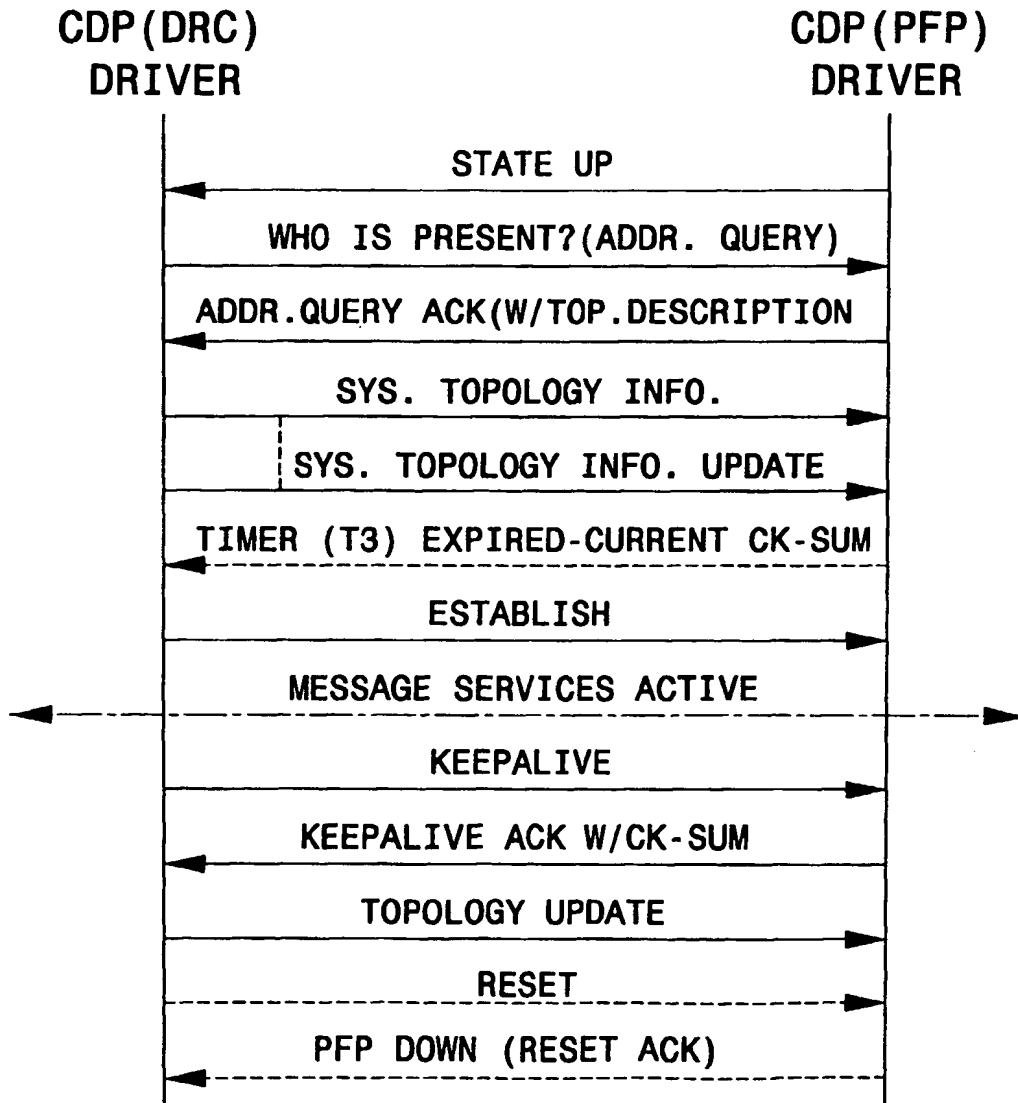 CDP(DRC) CDP(PFP)
DRIVER DRIVER
STATE UP
WHO IS PRESENT?(ADDR. QUERY)
ADDR.QUERY ACK(W/TOP.DESCRIPTION
SYS. TOPOLOGY INFO.
SYS. TOPOLOGY INFO. UPDATE
TIMER (T3) EXPIRED-CURRENT CK-SUM
ESTABLISH
MESSAGE SERVICES ACTIVE
KEEPALIVE
KEEPALIVE ACK W/CK-SUM
TOPOLOGY UPDATE
RESET
PFP DOWN (RESET ACK)